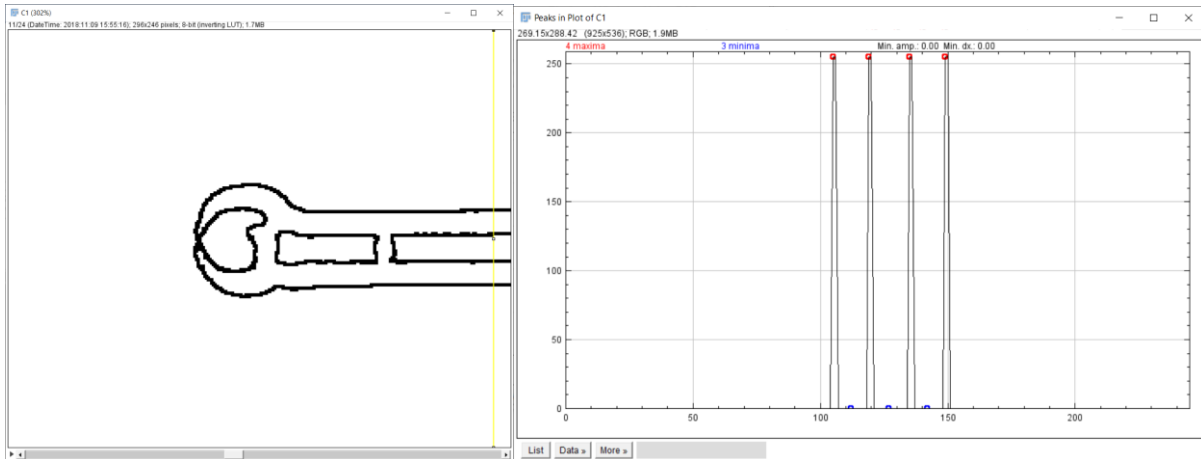 C1 (302%)
11/24 (DateTime: 2018:11:09 15:55:16); 296x246 pixels; 8-bit (inverting LUT); 1.7MB
Peaks in Plot of C1
269.15x288.42 (925x536); RGB; 1.9MB
4 maxima 3 minima Min. amp.: 0.00 Min. dx.: 0.00
250
200
150
100
50
0
0 50 100 150 200
List Data » More »